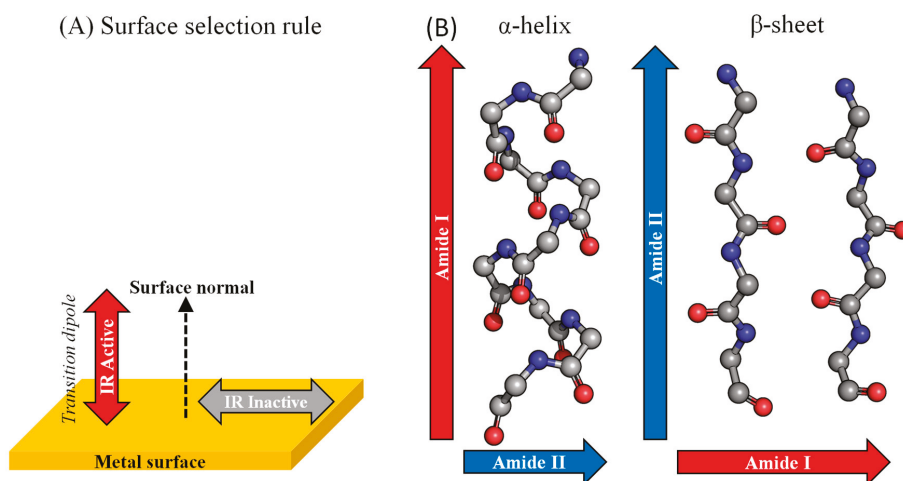 (A) Surface selection rule
Transition dipole
IR Active
Surface normal
IR Inactive
Metal surface
(B)
α-helix
β-sheet
Amide I
Amide II
Amide II
Amide I